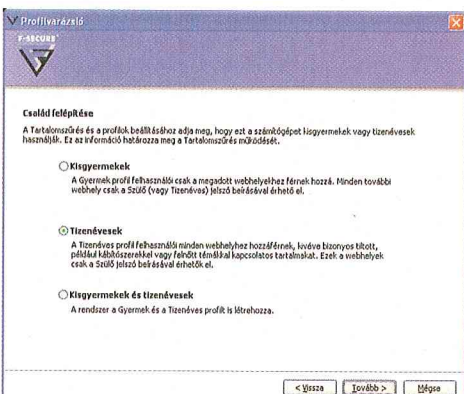 Profilvarázsló
F-SECURE
Család felépítése
A Tartalomszűrés és a profilok beállításához adja meg, hogy ezt a számítógépet kisgyermekek vagy tizenévesek
használják. Ez az információ határozza meg a Tartalomszűrés működését.
Kisgyermekek
A Gyermek profil felhasználói csak a megadott webhelyekhez férnek hozzá. Minden további
webhely csak a Szülő (vagy Tizenéves) jelszó beírásával érhető el.
Tizenévesek
A Tizenéves profil felhasználói minden webhelyhez hozzáférnek, kivéve bizonyos tiltott,
például kábítószerekkel vagy felnőtt témákkal kapcsolatos tartalmakat. Ezek a webhelyek
csak a Szülő jelszó beírásával érhetők el.
Kisgyermekek és tizenévesek
A rendszer a Gyermek és a Tizenéves profilt is létrehozza.
< Vissza Tovább > Mégse